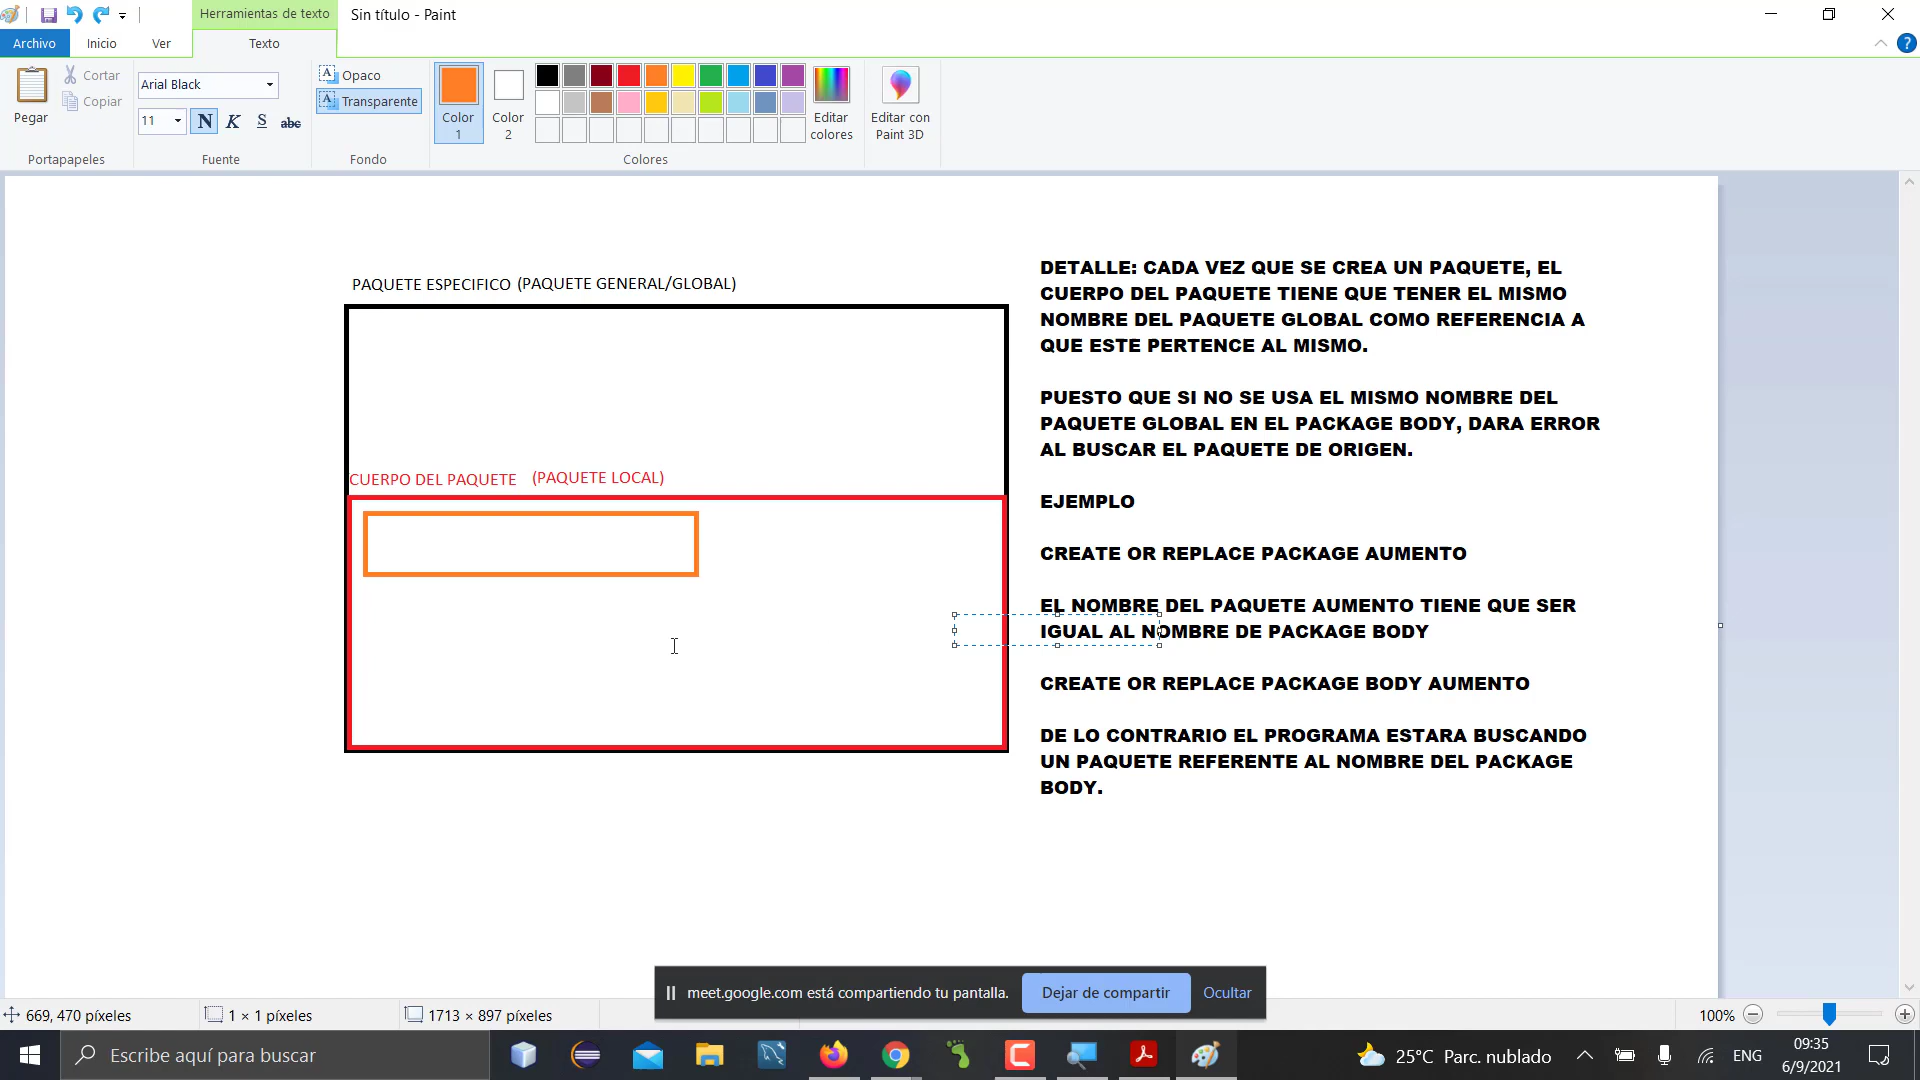 Herramientas de texto
Sin título - Paint
Archivo
Inicio
Ver
Texto
Pegar
Cortar
Copiar
Portapapeles
Arial Black
11
N K S abc
Fuente
Opaco
Transparente
Fondo
Color 1
Color 2
Editar colores
Colores
Editar con Paint 3D
PAQUETE ESPECIFICO (PAQUETE GENERAL/GLOBAL)
CUERPO DEL PAQUETE (PAQUETE LOCAL)
DETALLE: CADA VEZ QUE SE CREA UN PAQUETE, EL
CUERPO DEL PAQUETE TIENE QUE TENER EL MISMO
NOMBRE DEL PAQUETE GLOBAL COMO REFERENCIA A
QUE ESTE PERTENCE AL MISMO.
PUESTO QUE SI NO SE USA EL MISMO NOMBRE DEL
PAQUETE GLOBAL EN EL PACKAGE BODY, DARA ERROR
AL BUSCAR EL PAQUETE DE ORIGEN.
EJEMPLO
CREATE OR REPLACE PACKAGE AUMENTO
EL NOMBRE DEL PAQUETE AUMENTO TIENE QUE SER
IGUAL AL NOMBRE DE PACKAGE BODY
CREATE OR REPLACE PACKAGE BODY AUMENTO
DE LO CONTRARIO EL PROGRAMA ESTARA BUSCANDO
UN PAQUETE REFERENTE AL NOMBRE DEL PACKAGE
BODY.
meet.google.com está compartiendo tu pantalla.
Dejar de compartir
Ocultar
669, 470 píxeles
1 × 1 píxeles
1713 × 897 píxeles
100%
Escribe aquí para buscar
25°C Parc. nublado
ENG
09:35
6/9/2021